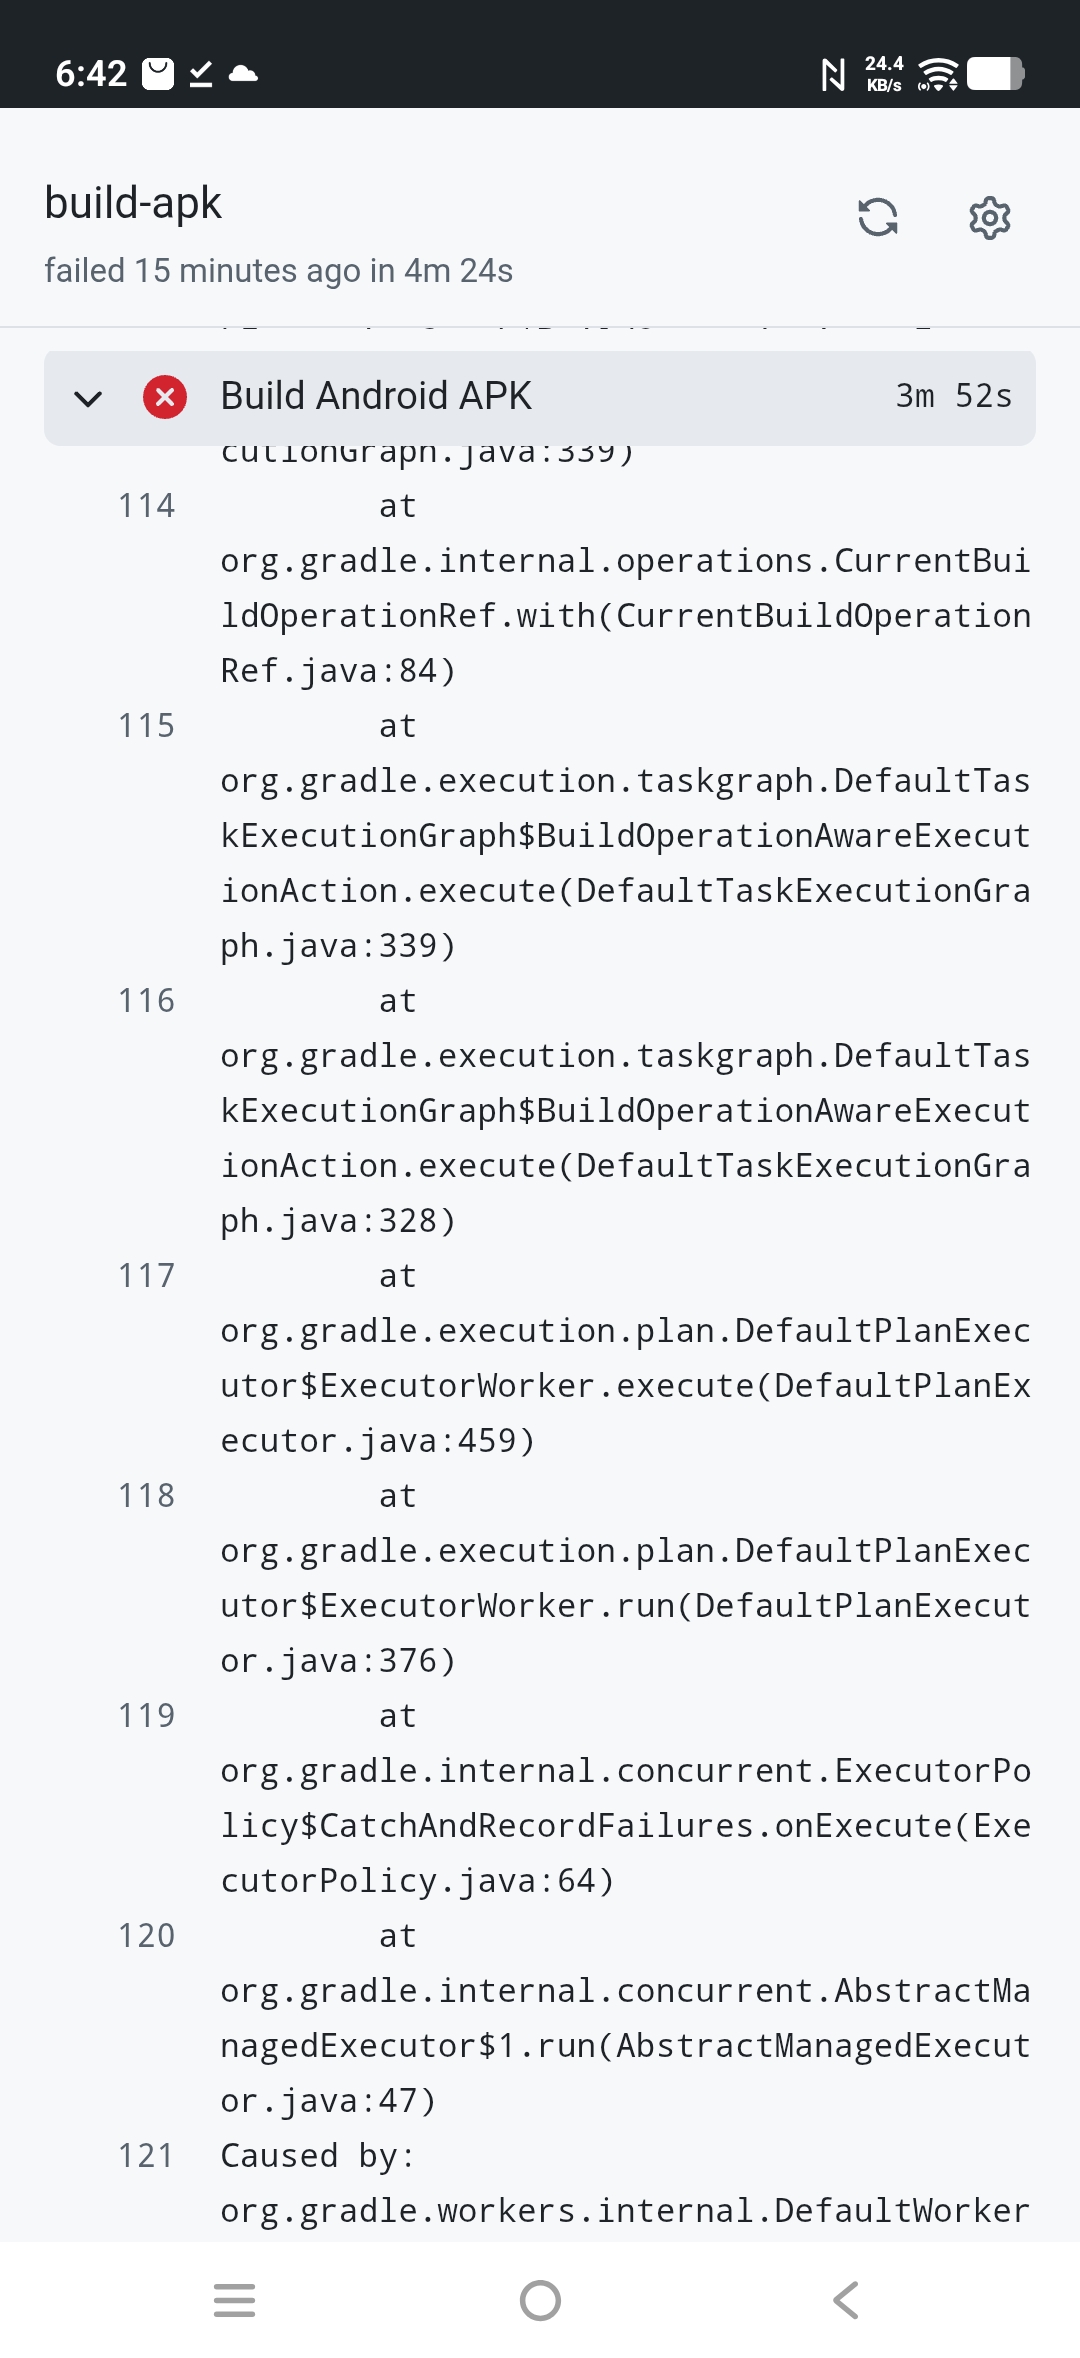 6:42
24.4
KB/s
build-apk
failed 15 minutes ago in 4m 24s
Build Android APK 3m 52s
cutionGraph.java:339)
114 at
org.gradle.internal.operations.CurrentBui
ldOperationRef.with(CurrentBuildOperation
Ref.java:84)
115 at
org.gradle.execution.taskgraph.DefaultTas
kExecutionGraph$BuildOperationAwareExecut
ionAction.execute(DefaultTaskExecutionGra
ph.java:339)
116 at
org.gradle.execution.taskgraph.DefaultTas
kExecutionGraph$BuildOperationAwareExecut
ionAction.execute(DefaultTaskExecutionGra
ph.java:328)
117 at
org.gradle.execution.plan.DefaultPlanExec
utor$ExecutorWorker.execute(DefaultPlanEx
ecutor.java:459)
118 at
org.gradle.execution.plan.DefaultPlanExec
utor$ExecutorWorker.run(DefaultPlanExecut
or.java:376)
119 at
org.gradle.internal.concurrent.ExecutorPo
licy$CatchAndRecordFailures.onExecute(Exe
cutorPolicy.java:64)
120 at
org.gradle.internal.concurrent.AbstractMa
nagedExecutor$1.run(AbstractManagedExecut
or.java:47)
121 Caused by:
org.gradle.workers.internal.DefaultWorker